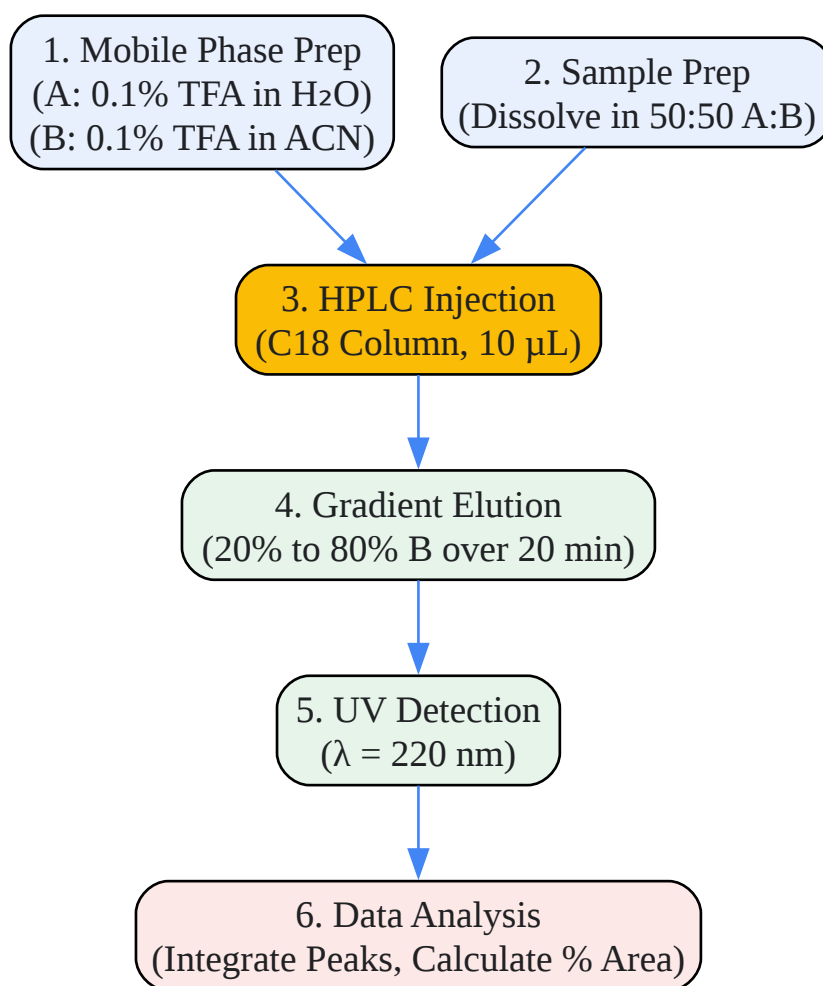 1. Mobile Phase Prep
(A: 0.1% TFA in H₂O)
(B: 0.1% TFA in ACN)
2. Sample Prep
(Dissolve in 50:50 A:B)
3. HPLC Injection
(C18 Column, 10 µL)
4. Gradient Elution
(20% to 80% B over 20 min)
5. UV Detection
(λ = 220 nm)
6. Data Analysis
(Integrate Peaks, Calculate % Area)